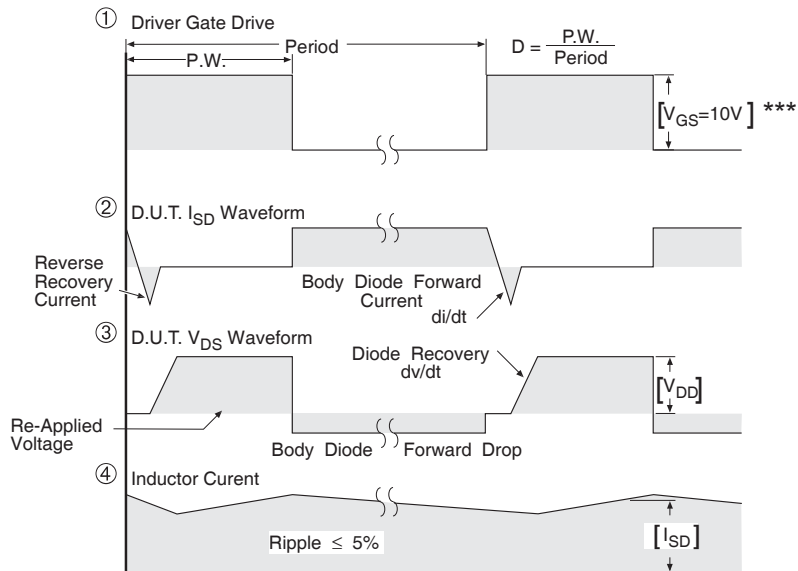 ① Driver Gate Drive
Period
P.W.
D = P.W. / Period
[VGS=10V] ***
② D.U.T. ISD Waveform
Reverse
Recovery
Current
Body Diode Forward
Current
di/dt
③ D.U.T. VDS Waveform
Diode Recovery
dv/dt
[VDD]
Re-Applied
Voltage
Body Diode Forward Drop
④ Inductor Curent
Ripple ≤ 5%
[ISD]